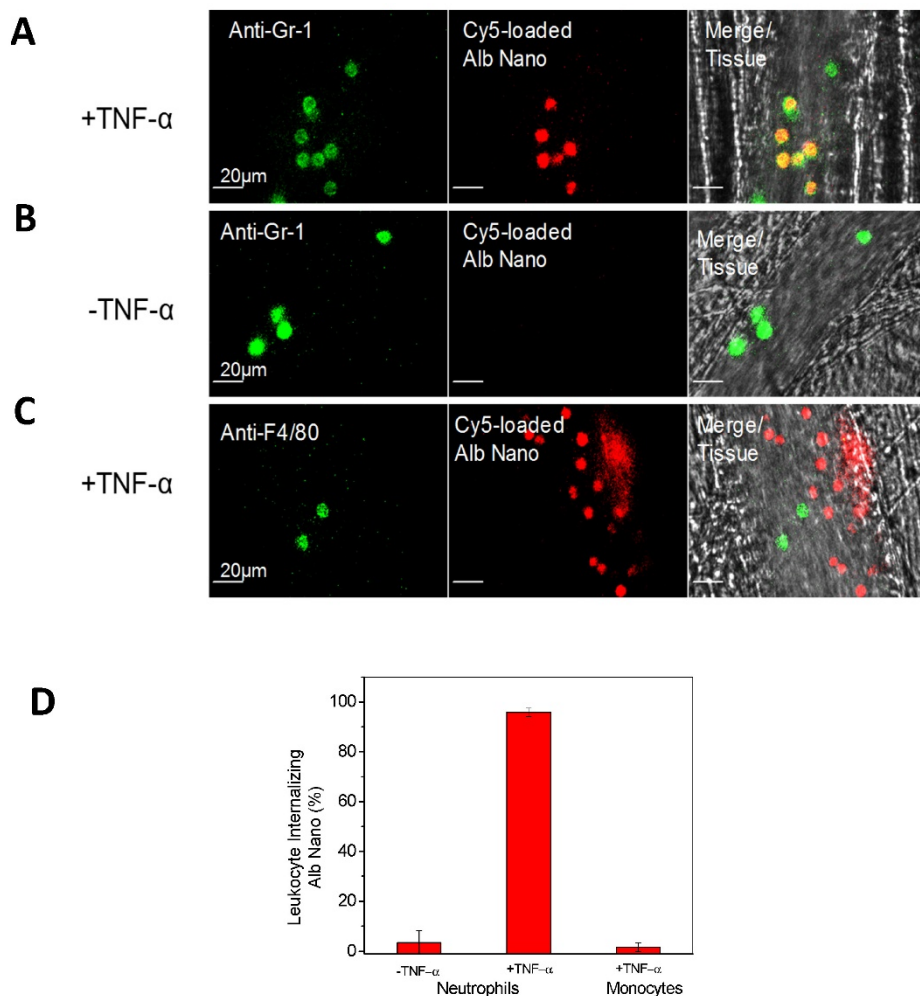 A
+TNF-α
Anti-Gr-1
20μm
Cy5-loaded
Alb Nano
Merge/
Tissue
B
-TNF-α
Anti-Gr-1
20μm
Cy5-loaded
Alb Nano
Merge/
Tissue
C
+TNF-α
Anti-F4/80
20μm
Cy5-loaded
Alb Nano
Merge/
Tissue
D
Leukocyte Internalizing
Alb Nano (%)
100
80
60
40
20
0
-TNF-α
+TNF-α
+TNF-α
Neutrophils
Monocytes